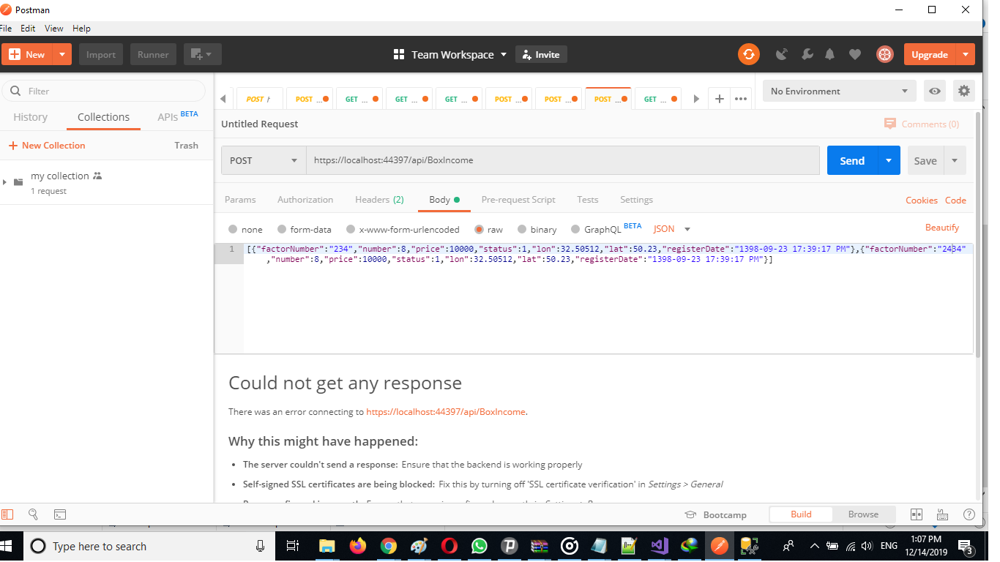 Postman
File Edit View Help
New Import Runner Team Workspace Invite Upgrade
Filter
History Collections APIs BETA
New Collection Trash
my collection
1 request
POST POST ... GET ... GET ... GET ... POST ... POST ... POST ... GET ...
No Environment
Untitled Request Comments (0)
POST https://localhost:44397/api/BoxIncome Send Save
Params Authorization Headers (2) Body Pre-request Script Tests Settings Cookies Code
none form-data x-www-form-urlencoded raw binary GraphQL BETA JSON Beautify
1 [{"factorNumber":"234","number":8,"price":10000,"status":1,"lon":32.50512,"lat":50.23,"registerDate":"1398-09-23 17:39:17 PM"},{"factorNumber":"2434"
,"number":8,"price":10000,"status":1,"lon":32.50512,"lat":50.23,"registerDate":"1398-09-23 17:39:17 PM"}]
Could not get any response
There was an error connecting to https://localhost:44397/api/BoxIncome.
Why this might have happened:
• The server couldn't send a response: Ensure that the backend is working properly
• Self-signed SSL certificates are being blocked: Fix this by turning off 'SSL certificate verification' in Settings > General
Bootcamp Build Browse
Type here to search
ENG
1:07 PM
12/14/2019
3